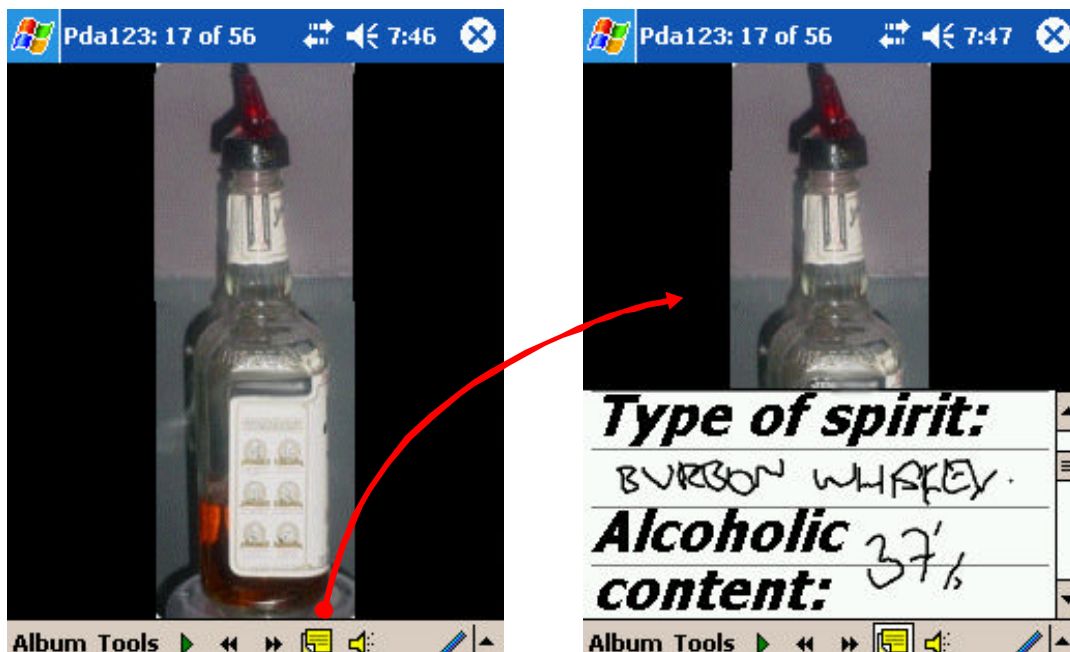 Pda123: 17 of 56 7:46
Album Tools
Pda123: 17 of 56 7:47
Type of spirit:
BURBON WHISKEY.
Alcoholic
content: 37%
Album Tools